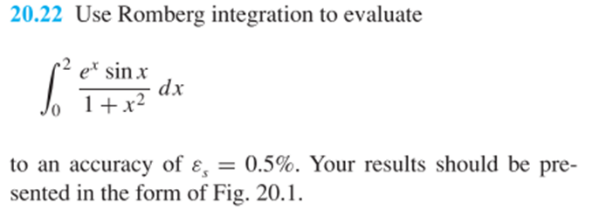 20.22 Use Romberg integration to evaluate
∫₀² eˣ sin x / 1 + x² dx
to an accuracy of εₛ = 0.5%. Your results should be pre-
sented in the form of Fig. 20.1.